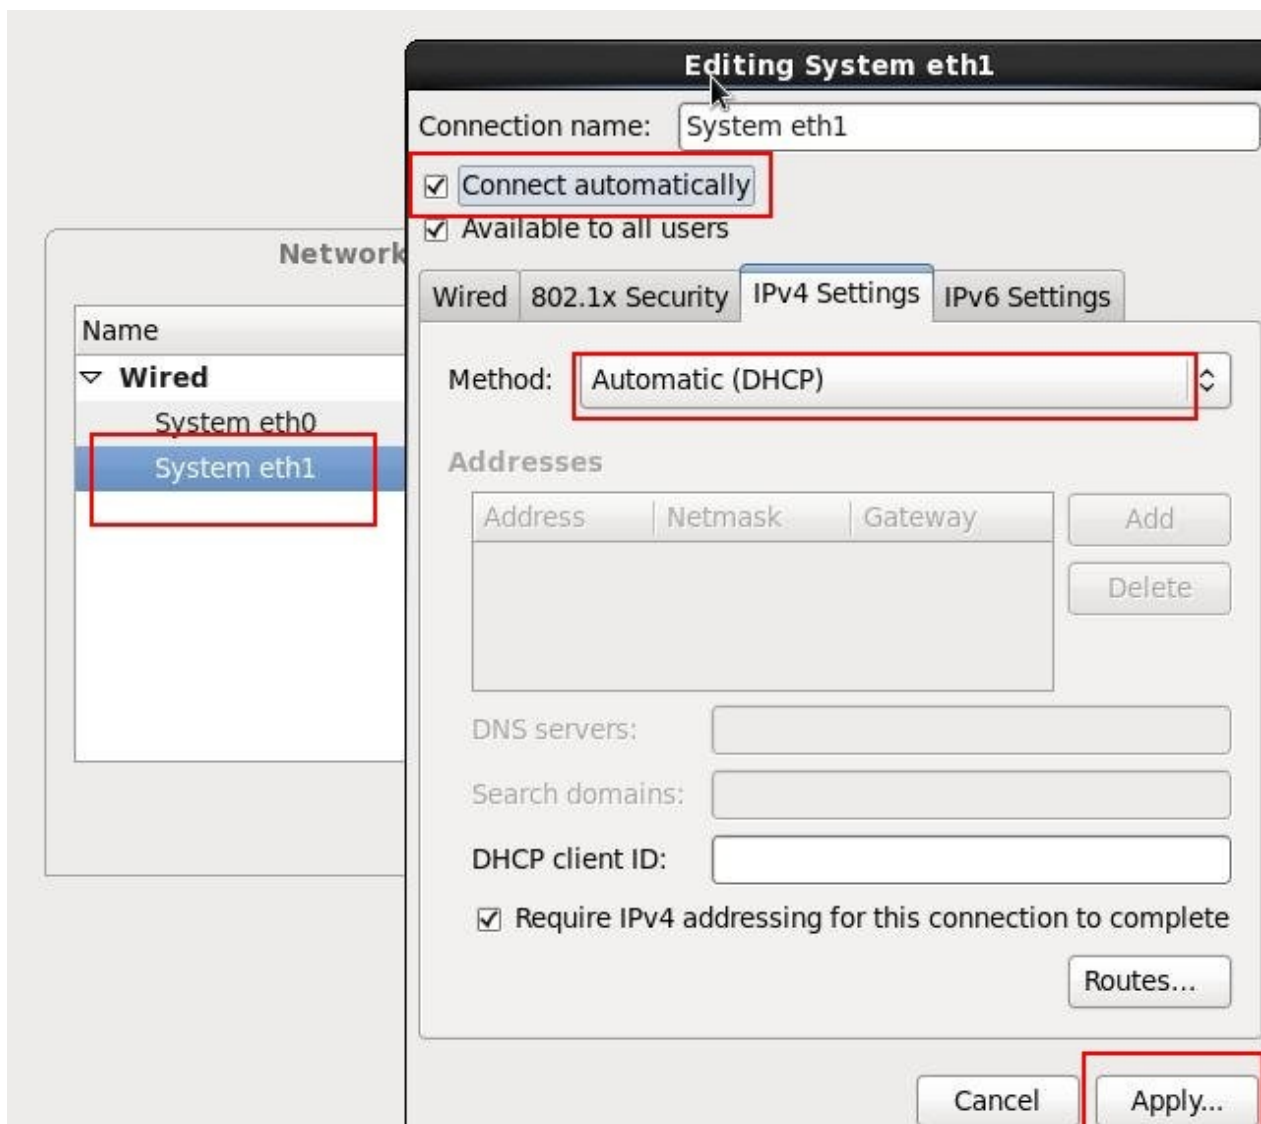 Editing System eth1
Connection name: System eth1
Connect automatically
Available to all users
Network
Name
Wired
System eth0
System eth1
Wired 802.1x Security IPv4 Settings IPv6 Settings
Method: Automatic (DHCP)
Addresses
Address Netmask Gateway
Add
Delete
DNS servers:
Search domains:
DHCP client ID:
Require IPv4 addressing for this connection to complete
Routes...
Cancel Apply...